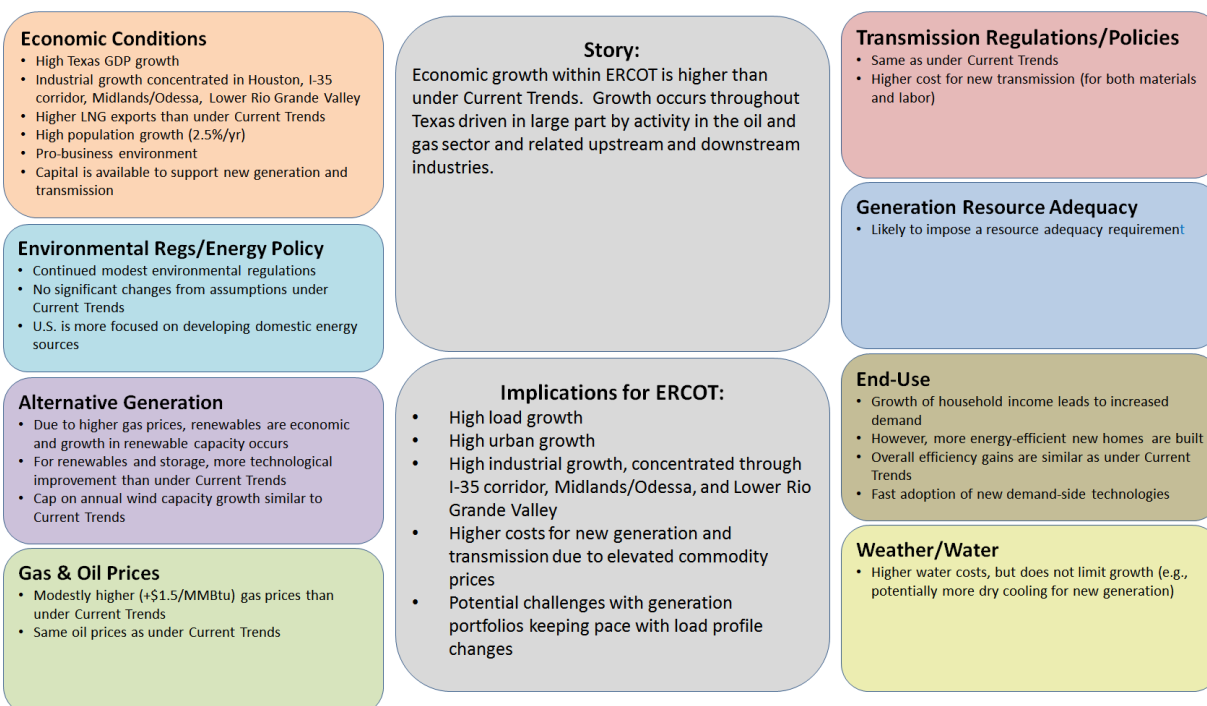 Economic Conditions
• High Texas GDP growth
• Industrial growth concentrated in Houston, I-35
corridor, Midlands/Odessa, Lower Rio Grande Valley
• Higher LNG exports than under Current Trends
• High population growth (2.5%/yr)
• Pro-business environment
• Capital is available to support new generation and
transmission
Environmental Regs/Energy Policy
• Continued modest environmental regulations
• No significant changes from assumptions under
Current Trends
• U.S. is more focused on developing domestic energy
sources
Alternative Generation
• Due to higher gas prices, renewables are economic
and growth in renewable capacity occurs
• For renewables and storage, more technological
improvement than under Current Trends
• Cap on annual wind capacity growth similar to
Current Trends
Gas & Oil Prices
• Modestly higher (+$1.5/MMBtu) gas prices than
under Current Trends
• Same oil prices as under Current Trends
Story:
Economic growth within ERCOT is higher than
under Current Trends. Growth occurs throughout
Texas driven in large part by activity in the oil and
gas sector and related upstream and downstream
industries.
Implications for ERCOT:
• High load growth
• High urban growth
• High industrial growth, concentrated through
I-35 corridor, Midlands/Odessa, and Lower Rio
Grande Valley
• Higher costs for new generation and
transmission due to elevated commodity
prices
• Potential challenges with generation
portfolios keeping pace with load profile
changes
Transmission Regulations/Policies
• Same as under Current Trends
• Higher cost for new transmission (for both materials
and labor)
Generation Resource Adequacy
• Likely to impose a resource adequacy requirement
End-Use
• Growth of household income leads to increased
demand
• However, more energy-efficient new homes are built
• Overall efficiency gains are similar as under Current
Trends
• Fast adoption of new demand-side technologies
Weather/Water
• Higher water costs, but does not limit growth (e.g.,
potentially more dry cooling for new generation)